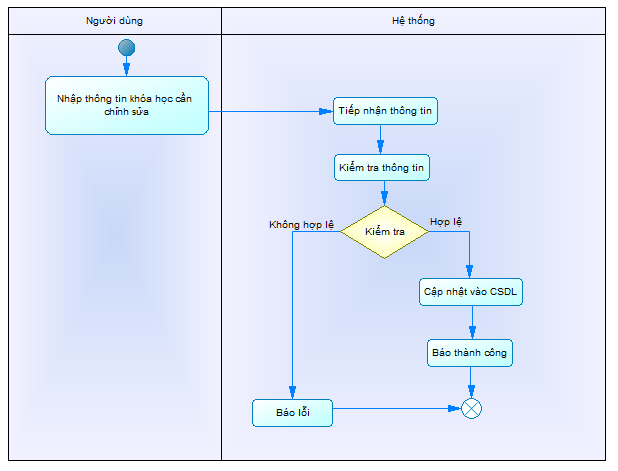 Người dùng
Hệ thống
Nhập thông tin khóa học cần
chỉnh sửa
Tiếp nhận thông tin
Kiểm tra thông tin
Không hợp lệ
Hợp lệ
Kiểm tra
Cập nhật vào CSDL
Báo thành công
Báo lỗi